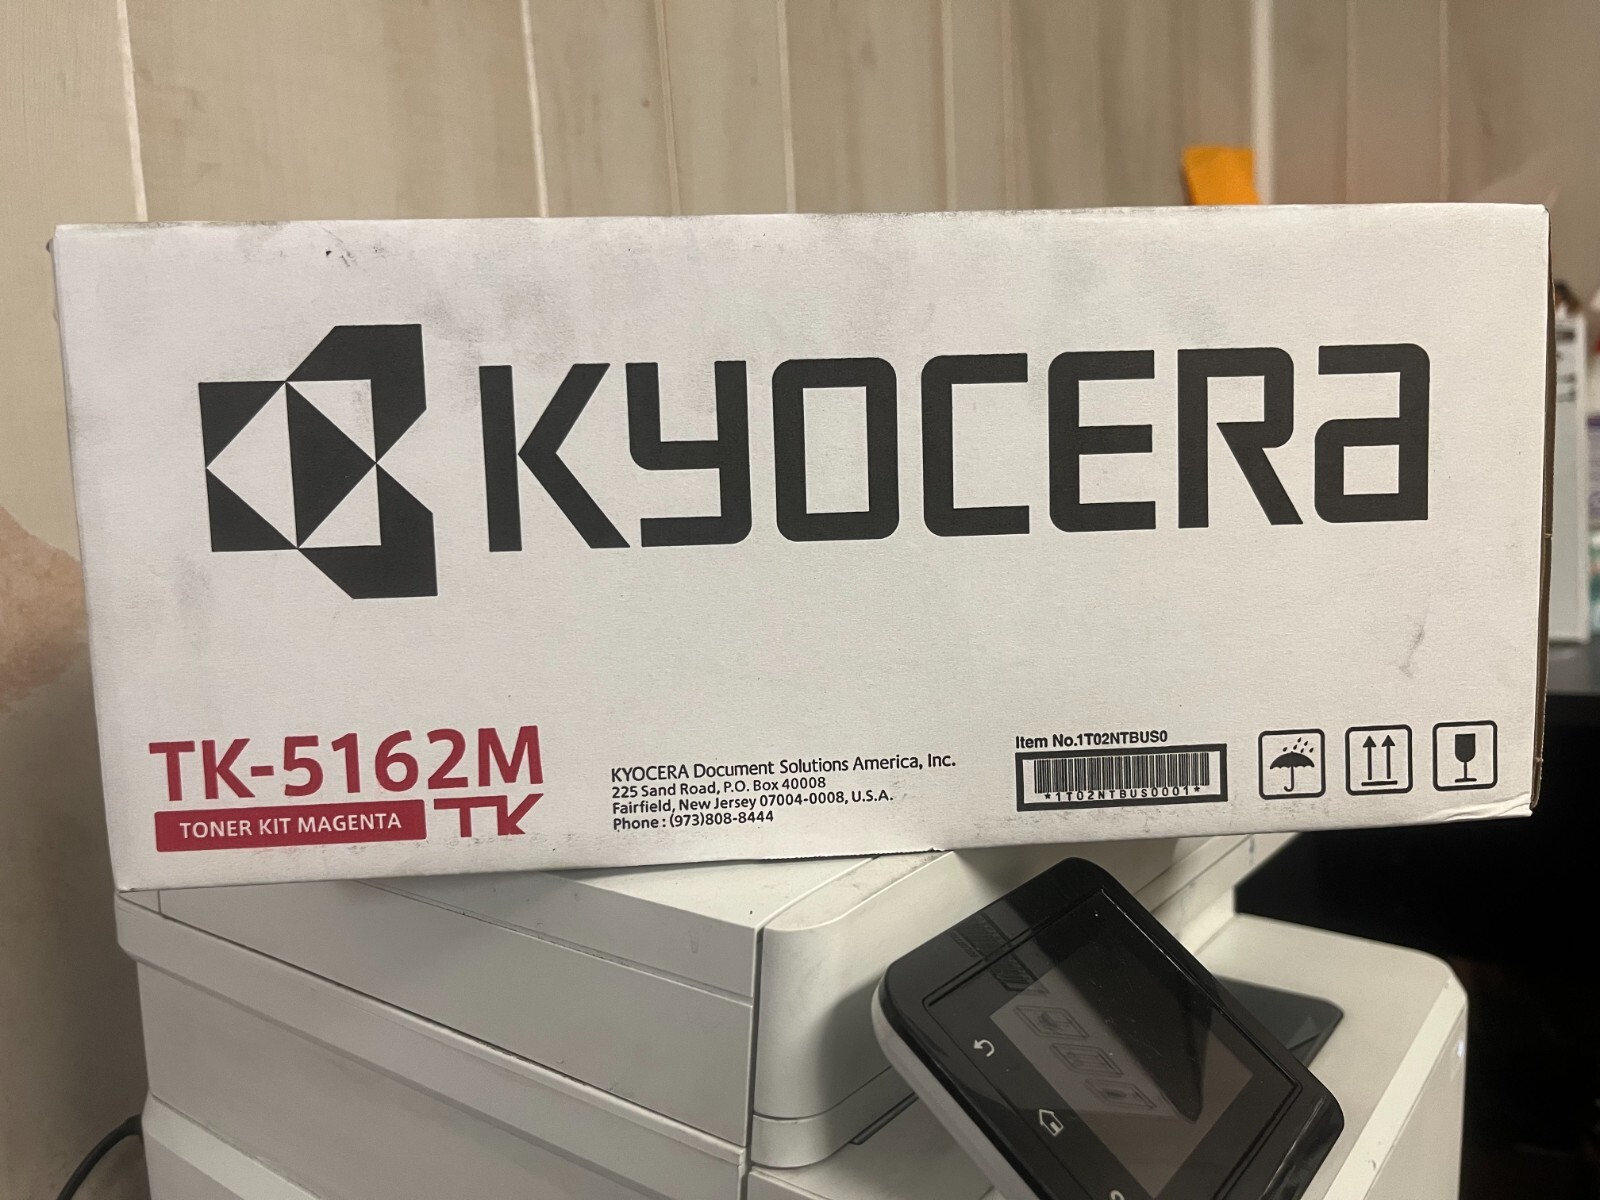 KYOCERA
TK-5162M
TONER KIT MAGENTA
TK
KYOCERA Document Solutions America, Inc.
225 Sand Road, P.O. Box 40008
Fairfield, New Jersey 07004-0008, U.S.A.
Phone : (973)808-8444
Item No.1T02NTBUS0
*1T02NTBUS0001*